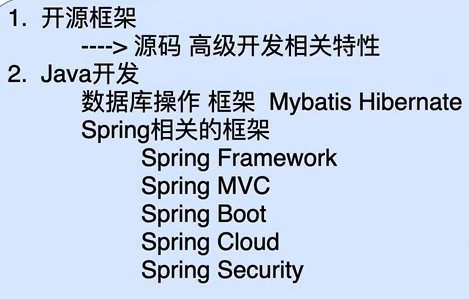 1. 开源框架
----> 源码 高级开发相关特性
2. Java开发
数据库操作 框架 Mybatis Hibernate
Spring相关的框架
Spring Framework
Spring MVC
Spring Boot
Spring Cloud
Spring Security